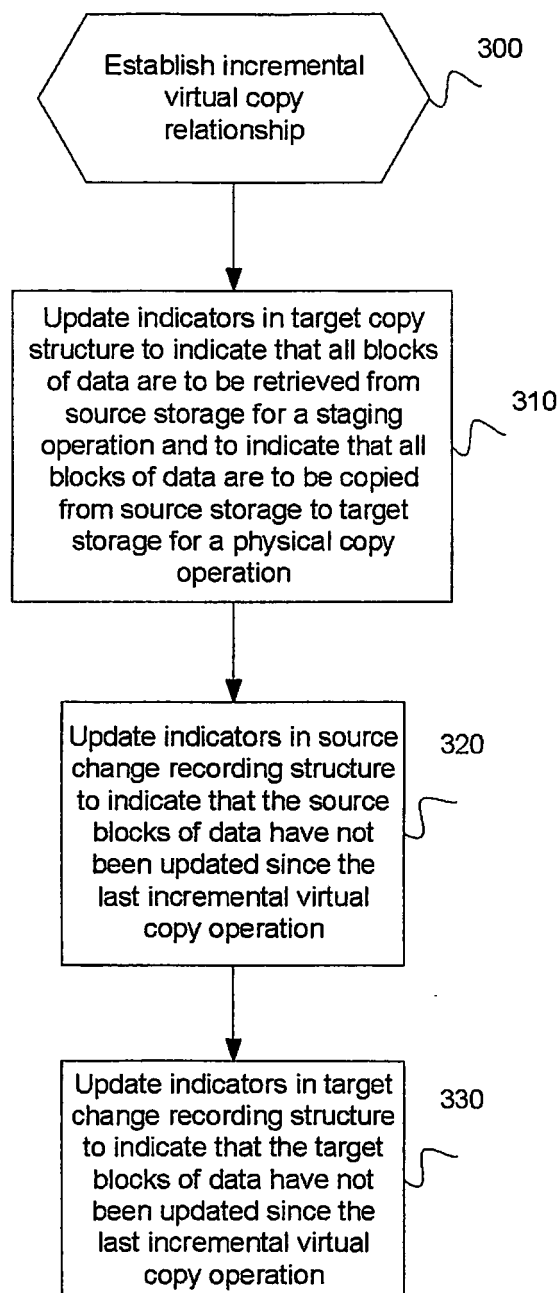 Establish incremental
virtual copy
relationship
300
Update indicators in target copy
structure to indicate that all blocks
of data are to be retrieved from
source storage for a staging
operation and to indicate that all
blocks of data are to be copied
from source storage to target
storage for a physical copy
operation
310
Update indicators in source
change recording structure
to indicate that the source
blocks of data have not
been updated since the
last incremental virtual
copy operation
320
Update indicators in target
change recording structure
to indicate that the target
blocks of data have not
been updated since the
last incremental virtual
copy operation
330